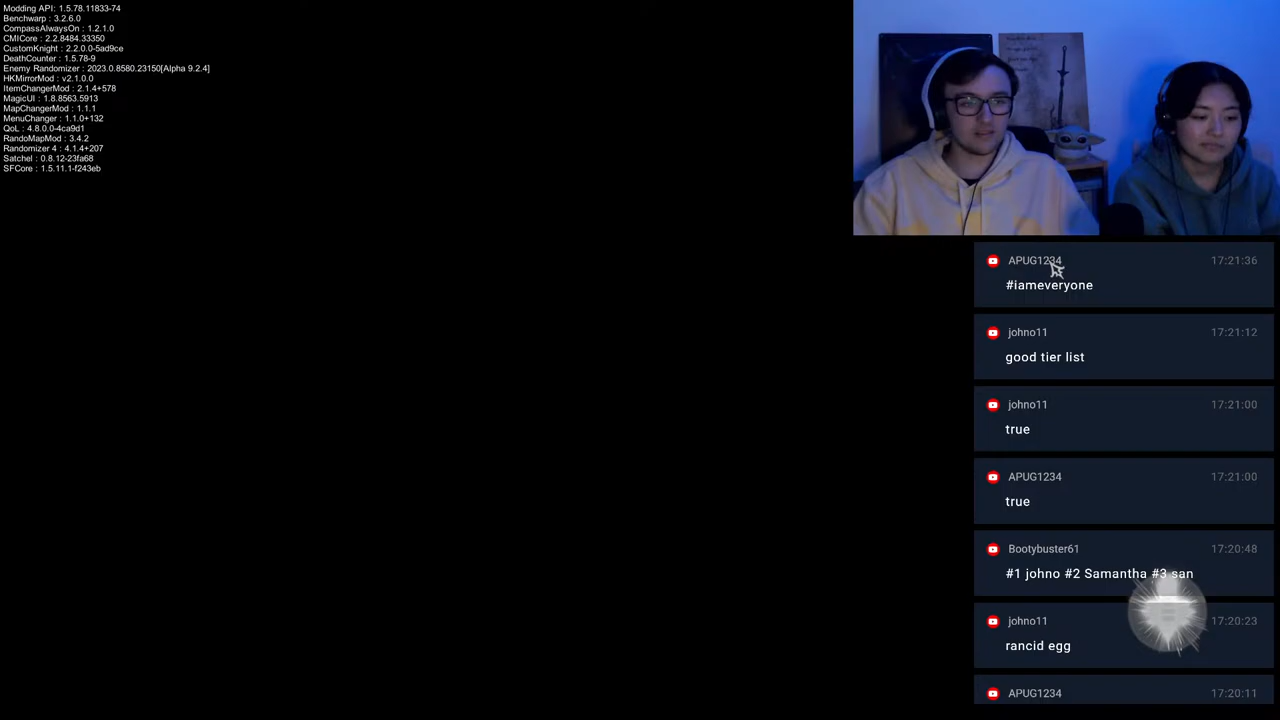 Modding API: 1.5.78.11833-74
Benchwarp : 3.2.6.0
CompassAlwaysOn : 1.2.1.0
CMICore : 2.2.8484.33350
CustomKnight : 2.2.0.0-5ad9ce
DeathCounter : 1.5.78-9
Enemy Randomizer : 2023.0.8580.23150[Alpha 9.2.4]
HKMirrorMod : v2.1.0.0
ItemChangerMod : 2.1.4+578
MagicUI : 1.8.8563.5913
MapChangerMod : 1.1.1
MenuChanger : 1.1.0+132
QoL : 4.8.0.0-4ca9d1
RandoMapMod : 3.4.2
Randomizer 4 : 4.1.4+207
Satchel : 0.8.12-23fa68
SFCore : 1.5.11.1-f243eb
APUG1234 17:21:36
#iameveryone
johno11 17:21:12
good tier list
johno11 17:21:00
true
APUG1234 17:21:00
true
Bootybuster61 17:20:48
#1 johno #2 Samantha #3 san
johno11 17:20:23
rancid egg
APUG1234 17:20:11